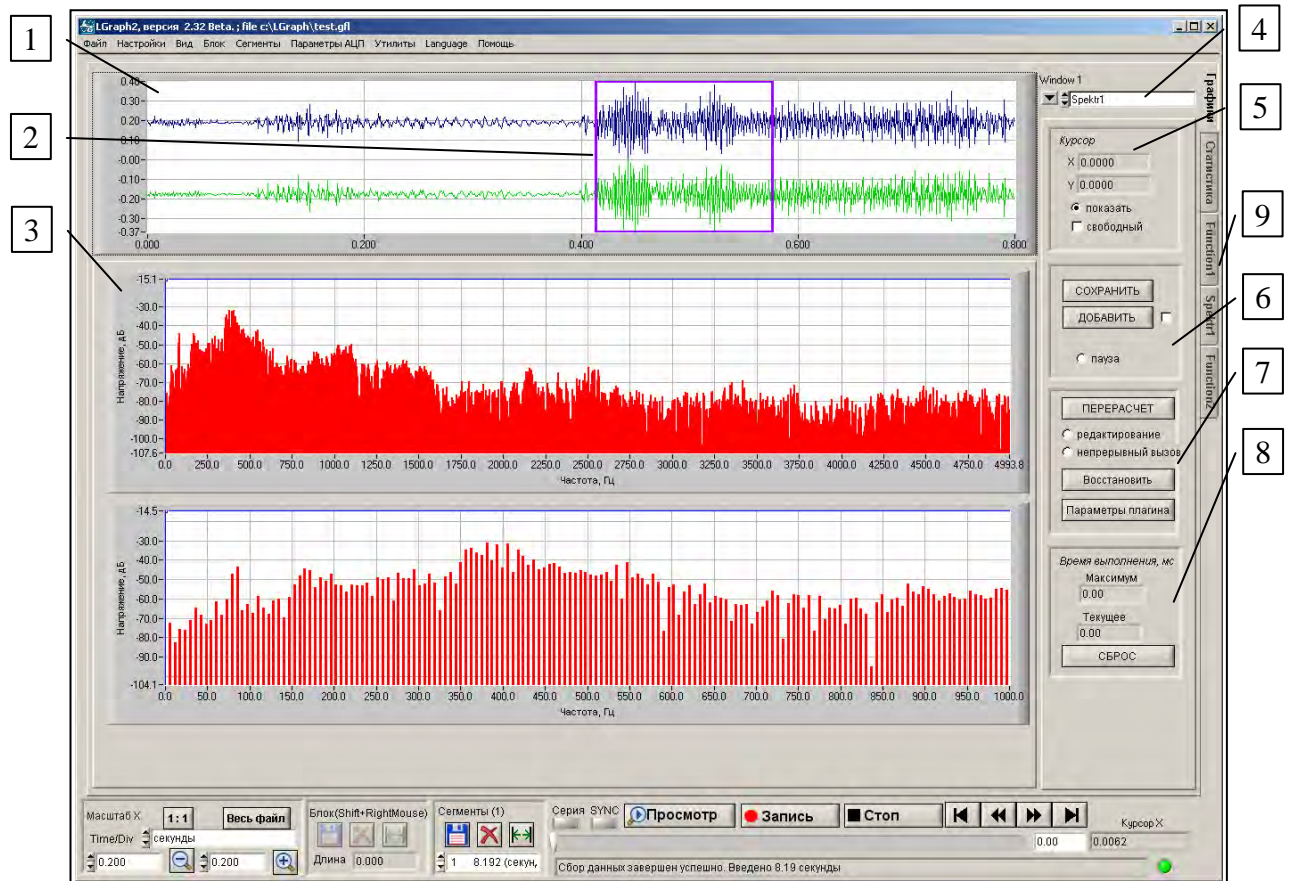 LGraph2, версия 2.32 Beta. ; file c:\LGraph\test.gfl
Файл Настройки Вид Блок Сегменты Параметры АЦП Утилиты Language Помощь
1
2
3
4
5
9
6
7
8
0.40
0.30
0.20
0.10
-0.00
-0.10
-0.20
-0.30
-0.37
0.000 0.200 0.400 0.600 0.800
-15.1
-30.0
-40.0
-50.0
-60.0
-70.0
-80.0
-90.0
-100.0
-107.6
Напряжение, дБ
0.0 250.0 500.0 750.0 1000.0 1250.0 1500.0 1750.0 2000.0 2250.0 2500.0 2750.0 3000.0 3250.0 3500.0 3750.0 4000.0 4250.0 4500.0 4750.0 4993.8
Частота, Гц
-14.5
-30.0
-40.0
-50.0
-60.0
-70.0
-80.0
-90.0
-104.1
Напряжение, дБ
0.0 50.0 100.0 150.0 200.0 250.0 300.0 350.0 400.0 450.0 500.0 550.0 600.0 650.0 700.0 750.0 800.0 850.0 900.0 950.0 1000.0
Частота, Гц
Window 1
Spektr1
Курсор
X 0.0000
Y 0.0000
показать
свободный
СОХРАНИТЬ
ДОБАВИТЬ
пауза
ПЕРЕРАСЧЕТ
редактирование
непрерывный вызов
Восстановить
Параметры плагина
Время выполнения, мс
Максимум
0.00
Текущее
0.00
СБРОС
Графики
Статистика
Function1
Spektr1
Function2
Масштаб X 1:1 Весь файл
Time/Div секунды
0.200 0.200
Блок(Shift+RightMouse)
Длина 0.000
Сегменты (1)
1 8.192 (секун,
Серия SYNC Просмотр Запись Стоп
Курсор X
0.00 0.0062
Сбор данных завершен успешно. Введено 8.19 секунды